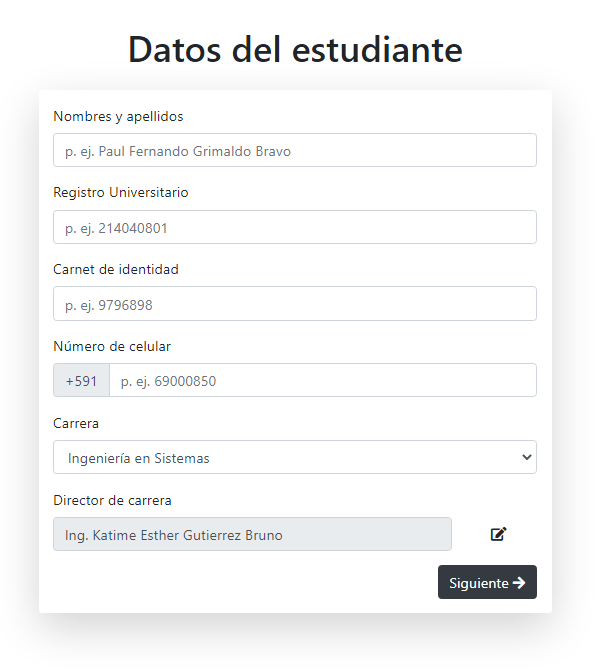 Datos del estudiante
Nombres y apellidos
p. ej. Paul Fernando Grimaldo Bravo
Registro Universitario
p. ej. 214040801
Carnet de identidad
p. ej. 9796898
Número de celular
+591 p. ej. 69000850
Carrera
Ingeniería en Sistemas
Director de carrera
Ing. Katime Esther Gutierrez Bruno
Siguiente